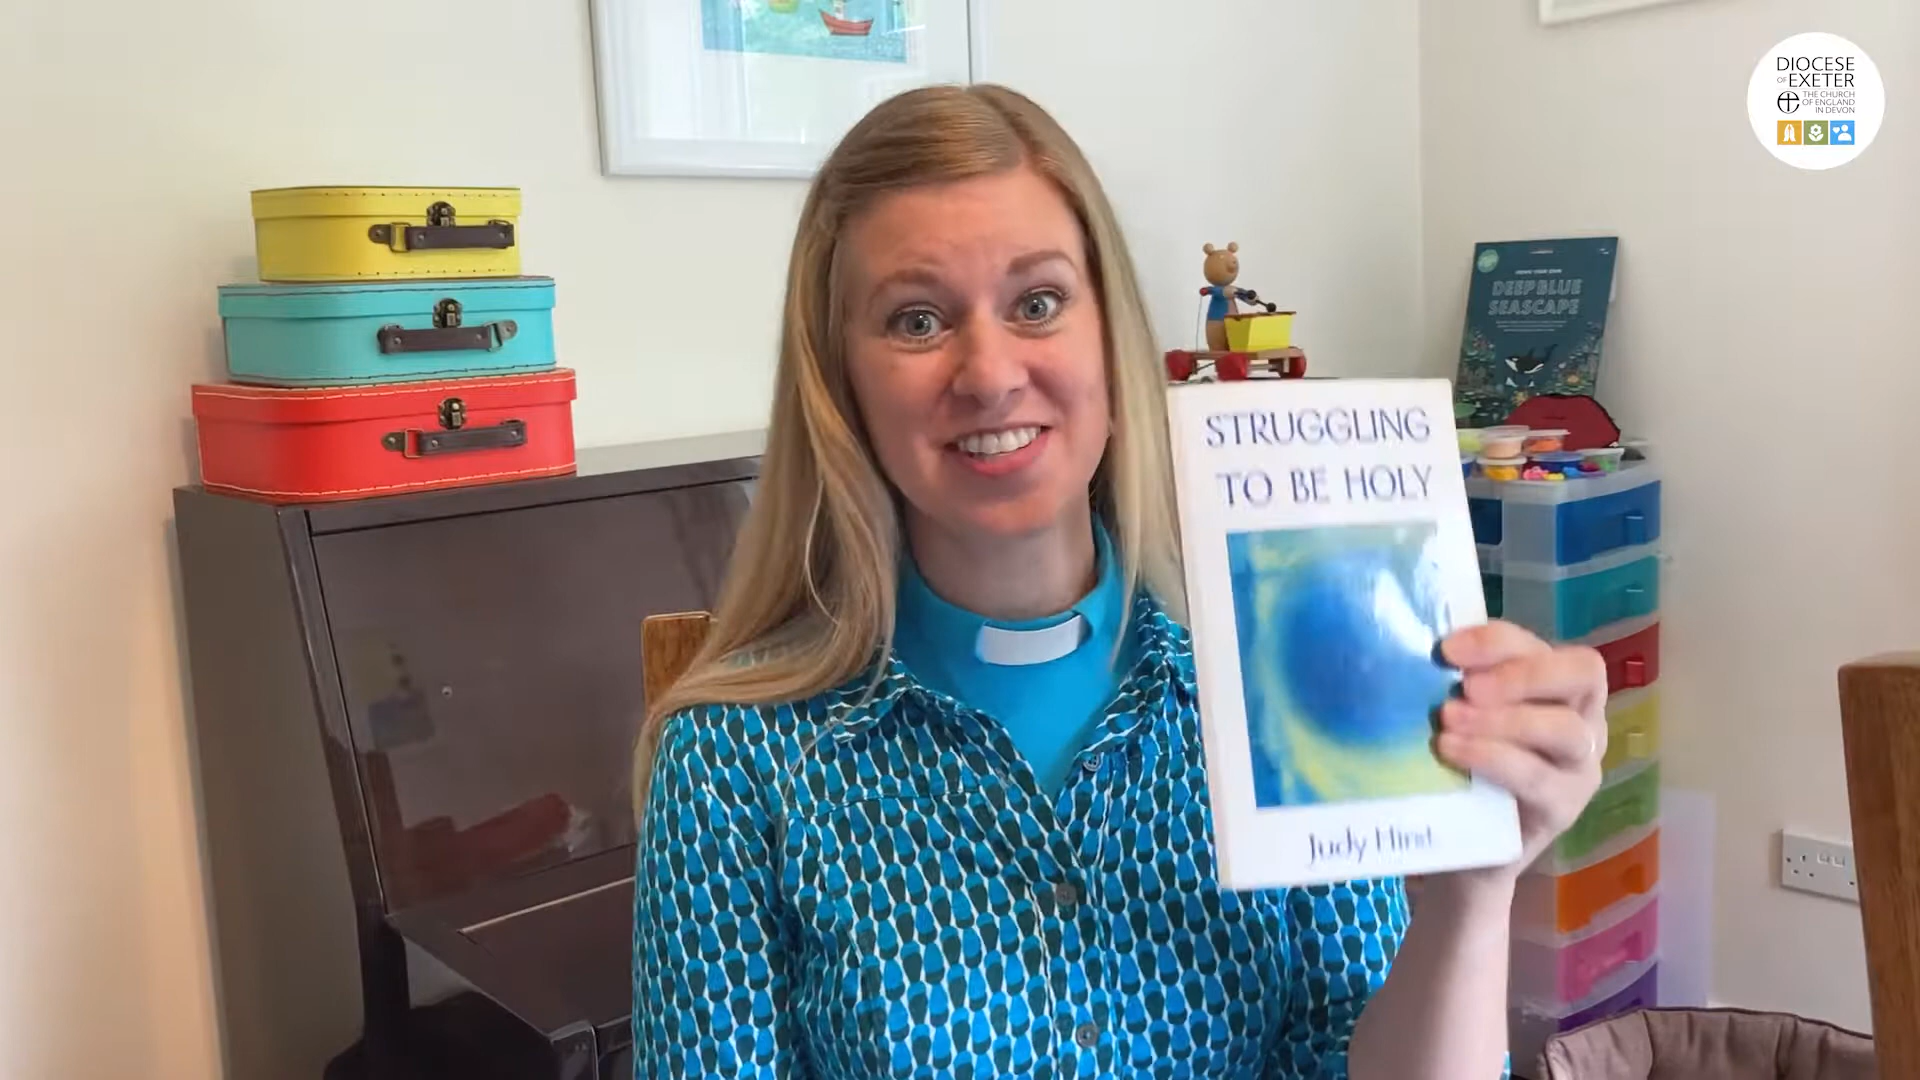 DIOCESE
OF EXETER
THE CHURCH
OF ENGLAND
IN DEVON
DEEP BLUE
SEASCAPE
STRUGGLING
TO BE HOLY
Judy Hirst